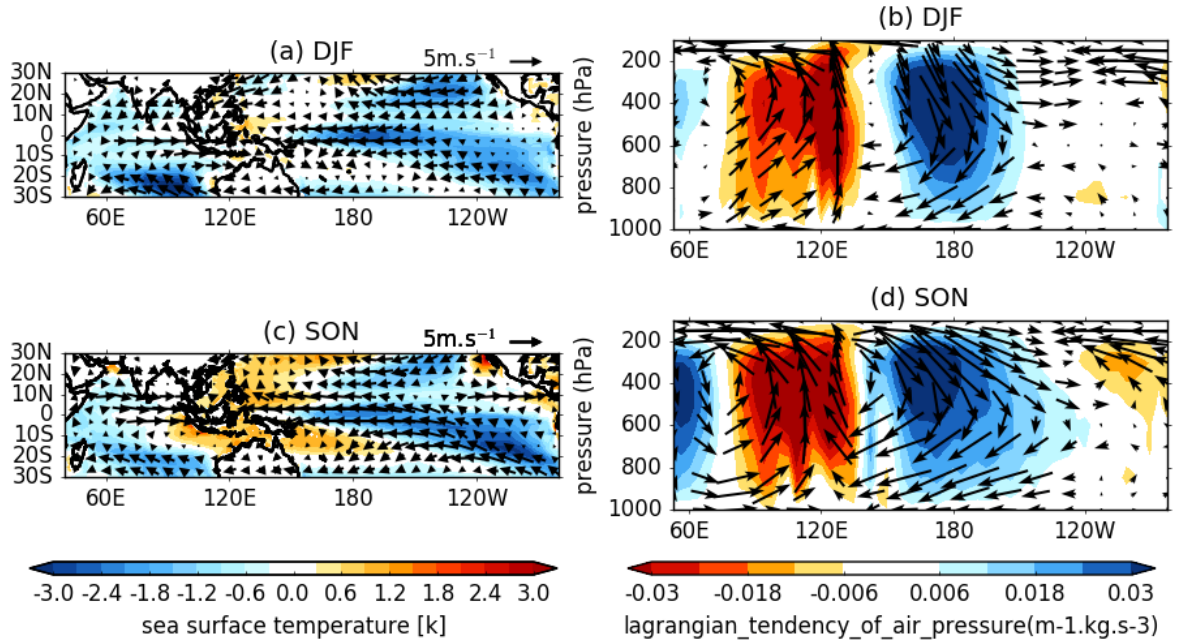 (a) DJF
5m.s⁻¹
30N
20N
10N
0
10S
20S
30S
60E 120E 180 120W
(b) DJF
pressure (hPa)
200
400
600
800
1000
60E 120E 180 120W
(c) SON
5m.s⁻¹
30N
20N
10N
0
10S
20S
30S
60E 120E 180 120W
(d) SON
pressure (hPa)
200
400
600
800
1000
60E 120E 180 120W
-3.0 -2.4 -1.8 -1.2 -0.6 0.0 0.6 1.2 1.8 2.4 3.0
sea surface temperature [k]
-0.03 -0.018 -0.006 0.006 0.018 0.03
lagrangian_tendency_of_air_pressure(m-1.kg.s-3)